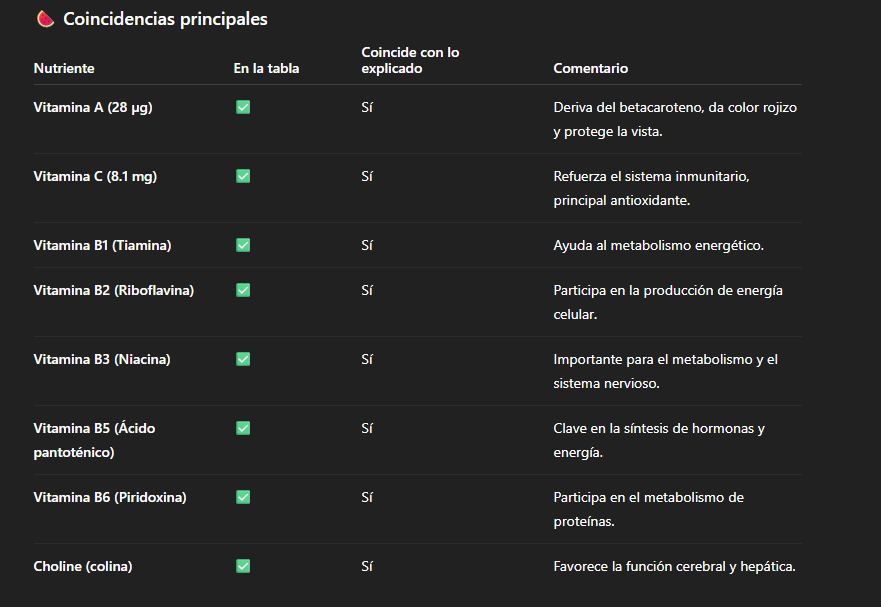 🍉 Coincidencias principales
Nutriente En la tabla Coincide con lo explicado Comentario
Vitamina A (28 µg) ✅ Sí Deriva del betacaroteno, da color rojizo
y protege la vista.
Vitamina C (8.1 mg) ✅ Sí Refuerza el sistema inmunitario,
principal antioxidante.
Vitamina B1 (Tiamina) ✅ Sí Ayuda al metabolismo energético.
Vitamina B2 (Riboflavina) ✅ Sí Participa en la producción de energía
celular.
Vitamina B3 (Niacina) ✅ Sí Importante para el metabolismo y el
sistema nervioso.
Vitamina B5 (Ácido
pantoténico) ✅ Sí Clave en la síntesis de hormonas y
energía.
Vitamina B6 (Piridoxina) ✅ Sí Participa en el metabolismo de
proteínas.
Choline (colina) ✅ Sí Favorece la función cerebral y hepática.